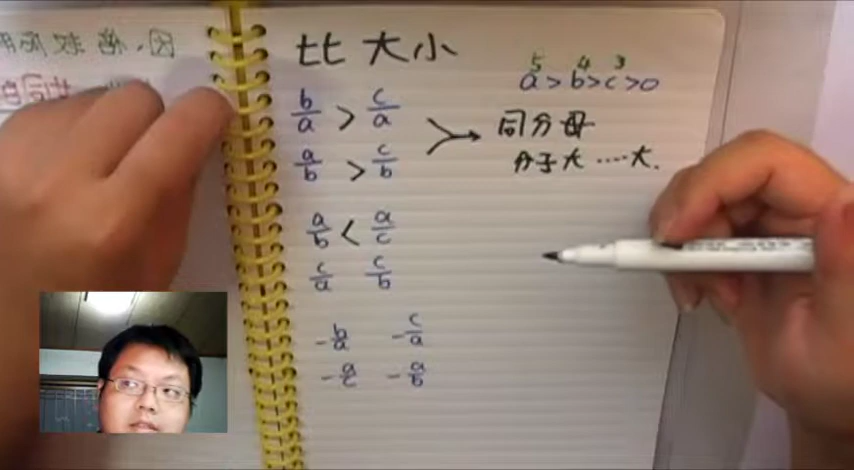 比大小
5 4 3
a > b > c > 0
b/a > c/a
同分母
a/b > c/b
分子大....大.
a/b < a/c
c/a c/b
-b/a -c/a
-a/c -a/b